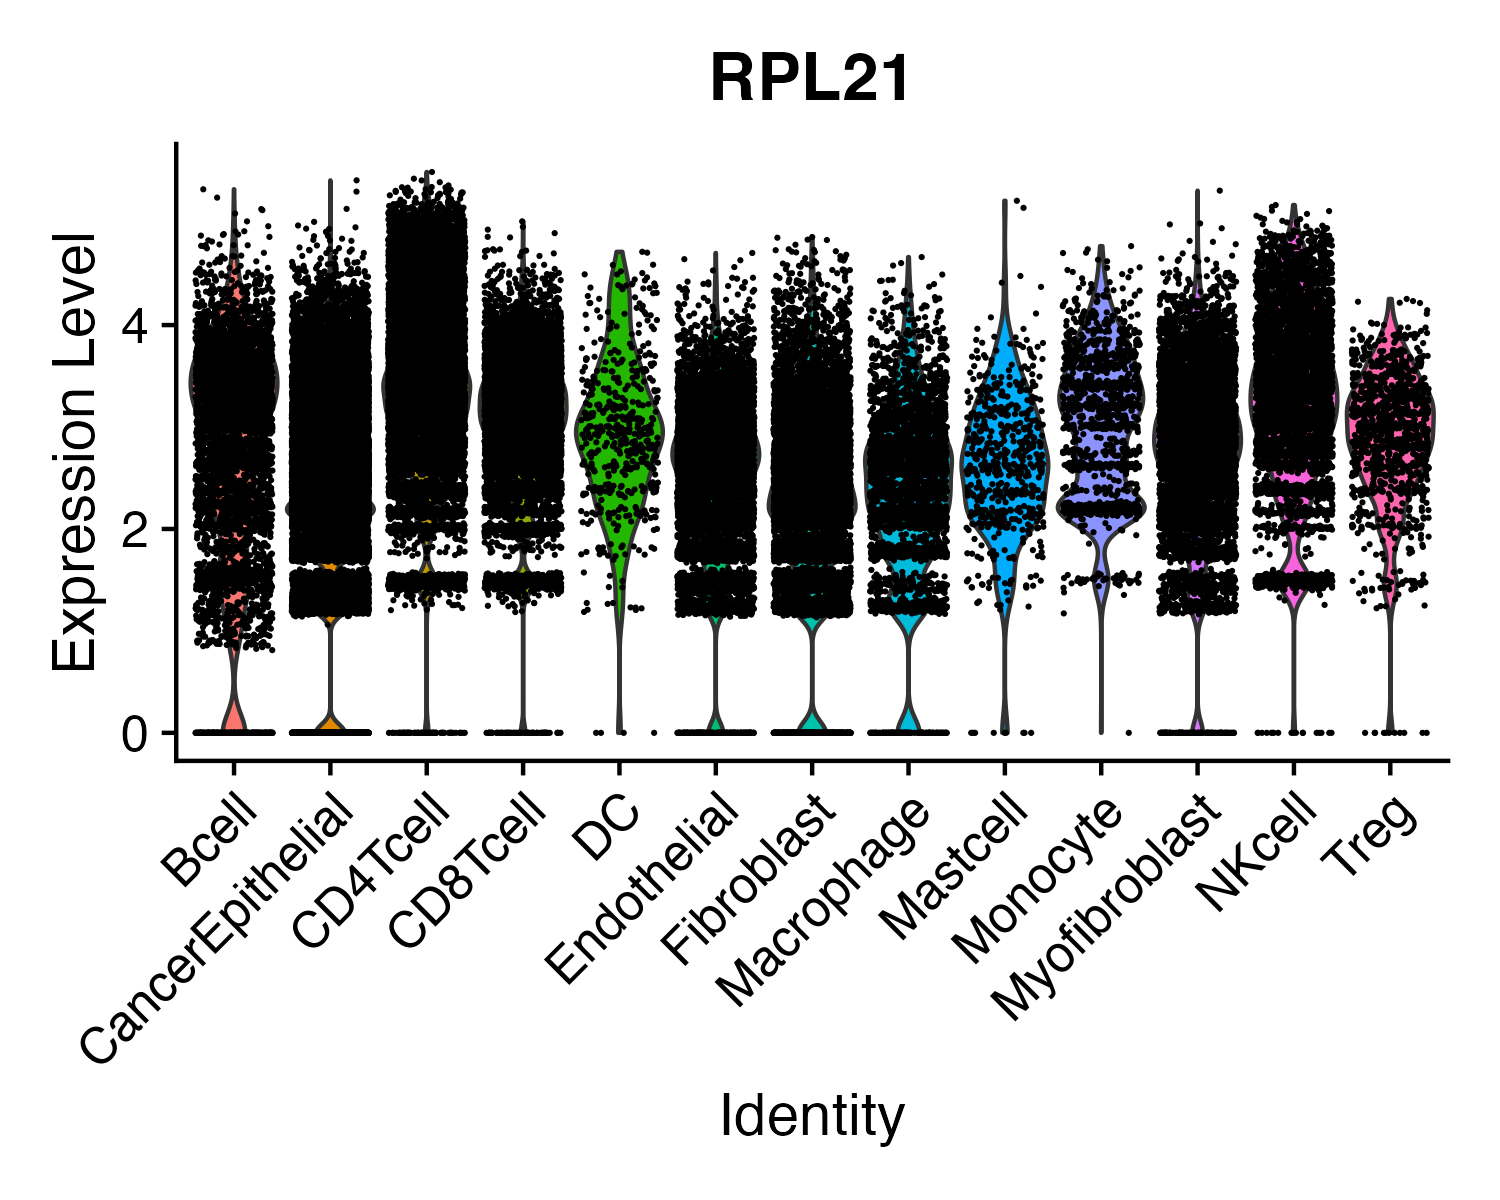 RPL21
Expression Level
4
2
0
Bcell
CancerEpithelial
CD4Tcell
CD8Tcell
DC
Endothelial
Fibroblast
Macrophage
Mastcell
Monocyte
Myofibroblast
NKcell
Treg
Identity